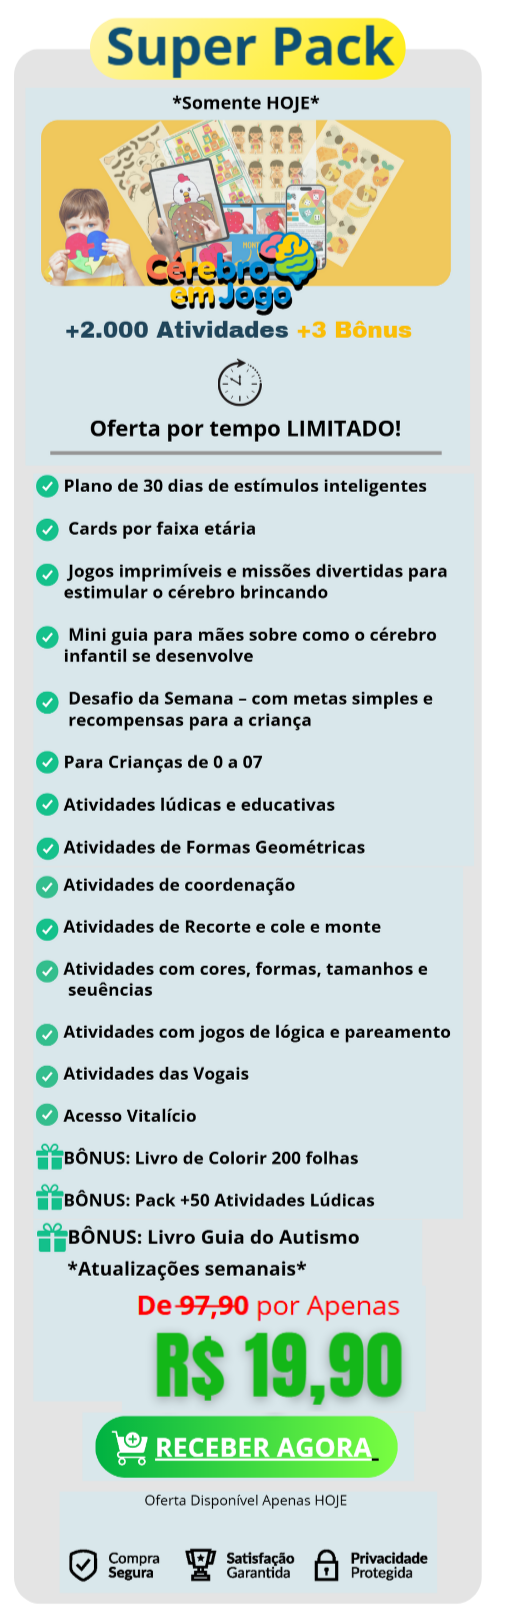 Super Pack
*Somente HOJE*
Cérebro
em Jogo
+2.000 Atividades +3 Bônus
Oferta por tempo LIMITADO!
Plano de 30 dias de estímulos inteligentes
Cards por faixa etária
Jogos imprimíveis e missões divertidas para
estimular o cérebro brincando
Mini guia para mães sobre como o cérebro
infantil se desenvolve
Desafio da Semana – com metas simples e
recompensas para a criança
Para Crianças de 0 a 07
Atividades lúdicas e educativas
Atividades de Formas Geométricas
Atividades de coordenação
Atividades de Recorte e cole e monte
Atividades com cores, formas, tamanhos e
seuências
Atividades com jogos de lógica e pareamento
Atividades das Vogais
Acesso Vitalício
BÔNUS: Livro de Colorir 200 folhas
BÔNUS: Pack +50 Atividades Lúdicas
BÔNUS: Livro Guia do Autismo
*Atualizações semanais*
De 97,90 por Apenas
R$ 19,90
RECEBER AGORA
Oferta Disponível Apenas HOJE
Compra
Segura
Satisfação
Garantida
Privacidade
Protegida